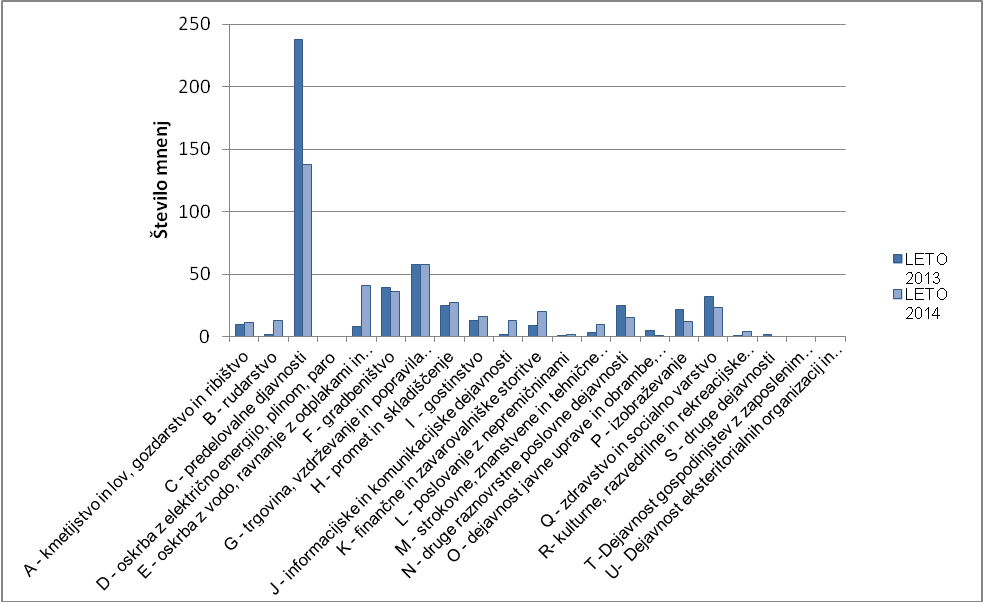 250
200
150
100
50
0
Število mnenj
A - kmetijstvo in lov, gozdarstvo in ribištvo
B - rudarstvo
C - predelovalne djavnosti
D - oskrba z električno energijo, plinom, paro
E - oskrba z vodo, ravnanje z odplakami in..
F - gradbeništvo
G - trgovina, vzdrževanje in popravila..
H - promet in skladiščenje
I - gostinstvo
J - informacijske in komunikacijske dejavnosti
K - finančne in zavarovalniške storitve
L - poslovanje z nepremičninami
M - strokovne, znanstvene in tehnične..
N - druge raznovrstne poslovne dejavnosti
O - dejavnost javne uprave in obrambe,..
P - izobraževanje
Q - zdravstvo in socialno varstvo
R- kulturne, razvedrilne in rekreacijske..
S - druge dejavnosti
T -Dejavnost gospodinjstev z zaposlenim..
U- Dejavnost eksteritorialnih organizacij in..
LETO
2013
LETO
2014